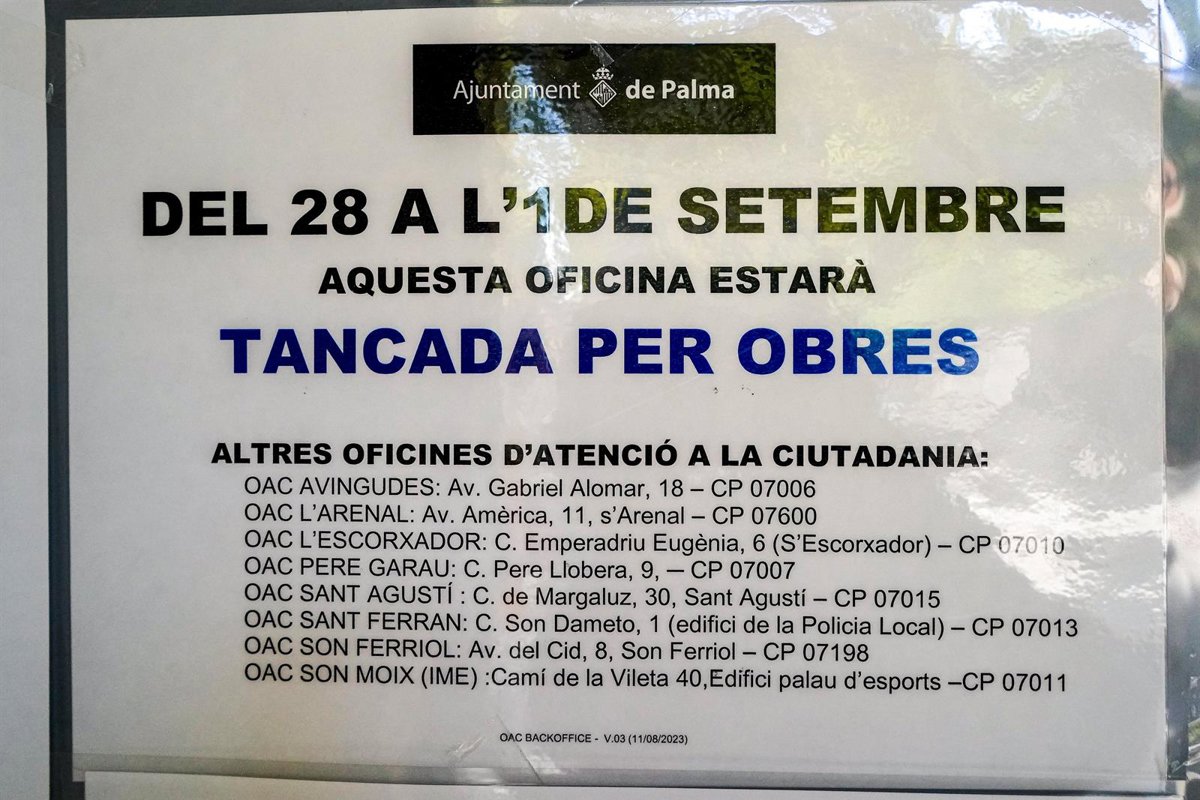 Ajuntament de Palma
DEL 28 A L’1DE SETEMBRE
AQUESTA OFICINA ESTARÀ
TANCADA PER OBRES
ALTRES OFICINES D’ATENCIÓ A LA CIUTADANIA:
OAC AVINGUDES: Av. Gabriel Alomar, 18 – CP 07006
OAC L’ARENAL: Av. Amèrica, 11, s’Arenal – CP 07600
OAC L’ESCORXADOR: C. Emperadriu Eugènia, 6 (S’Escorxador) – CP 07010
OAC PERE GARAU: C. Pere Llobera, 9, — CP 07007
OAC SANT AGUSTÍ : C. de Margaluz, 30, Sant Agustí – CP 07015
OAC SANT FERRAN: C. Son Dameto, 1 (edifici de la Policia Local) – CP 07013
OAC SON FERRIOL: Av. del Cid, 8, Son Ferriol – CP 07198
OAC SON MOIX (IME) :Camí de la Vileta 40,Edifici palau d’esports –CP 07011
OAC BACKOFFICE - V.03 (11/08/2023)